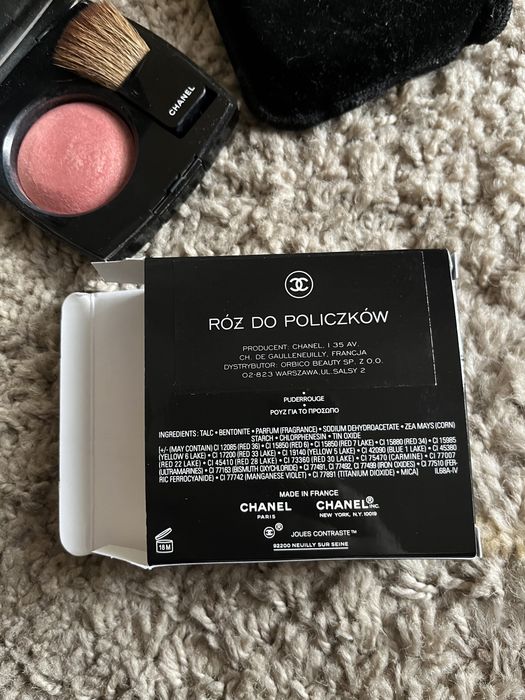 CHANEL
RÓZ DO POLICZKÓW
PRODUCENT: CHANEL, I 35 AV.
CH. DE GAULLENEUILLY, FRANCJA
DYSTRYBUTOR: ORBICO BEAUTY SP. Z O.O.
02-823 WARSZAWA,UL.SALSY 2
PUDERROUGE
ΡΟΥΖ ΓΙΑ ΤΟ ΠΡΟΣΩΠΟ
INGREDIENTS: TALC • BENTONITE • PARFUM (FRAGRANCE) • SODIUM DEHYDROACETATE • ZEA MAYS (CORN)
STARCH • CHLORPHENESIN • TIN OXIDE
[+/- (MAY CONTAIN) CI 12085 (RED 36) • CI 15850 (RED 6) • CI 15850 (RED 7 LAKE) • CI 15880 (RED 34) • CI 15985
(YELLOW 6 LAKE) • CI 17200 (RED 33 LAKE) • CI 19140 (YELLOW 5 LAKE) • CI 42090 (BLUE 1 LAKE) • CI 45380
(RED 22 LAKE) • CI 45410 (RED 28 LAKE) • CI 73360 (RED 30 LAKE) • CI 75470 (CARMINE) • CI 77007
(ULTRAMARINES) • CI 77163 (BISMUTH OXYCHLORIDE) • CI 77491, CI 77492, CI 77499 (IRON OXIDES) • CI 77510 (FER-
RIC FERROCYANIDE) • CI 77742 (MANGANESE VIOLET) • CI 77891 (TITANIUM DIOXIDE) • MICA] IL68A-IV
MADE IN FRANCE
CHANEL CHANEL® INC.
PARIS NEW YORK, N.Y. 10019
® JOUES CONTRASTE™
18 M
92200 NEUILLY SUR SEINE